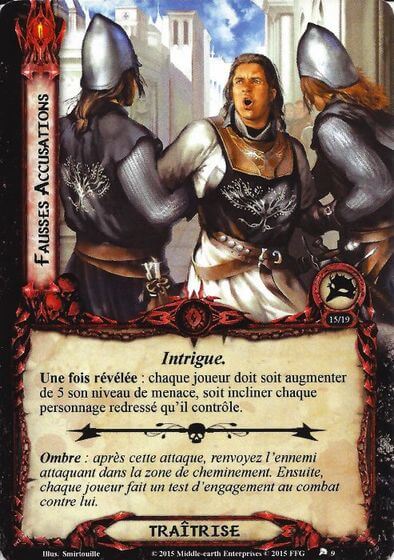 FAUSSES ACCUSATIONS
15/19
Intrigue.
Une fois révélée : chaque joueur doit soit augmenter
de 5 son niveau de menace, soit incliner chaque
personnage redressé qu'il contrôle.
Ombre : après cette attaque, renvoyez l'ennemi
attaquant dans la zone de cheminement. Ensuite,
chaque joueur fait un test d'engagement au combat
contre lui.
TRAÎTRISE
Illus. Smirtouille © 2015 Middle-earth Enterprises © 2015 FFG 9